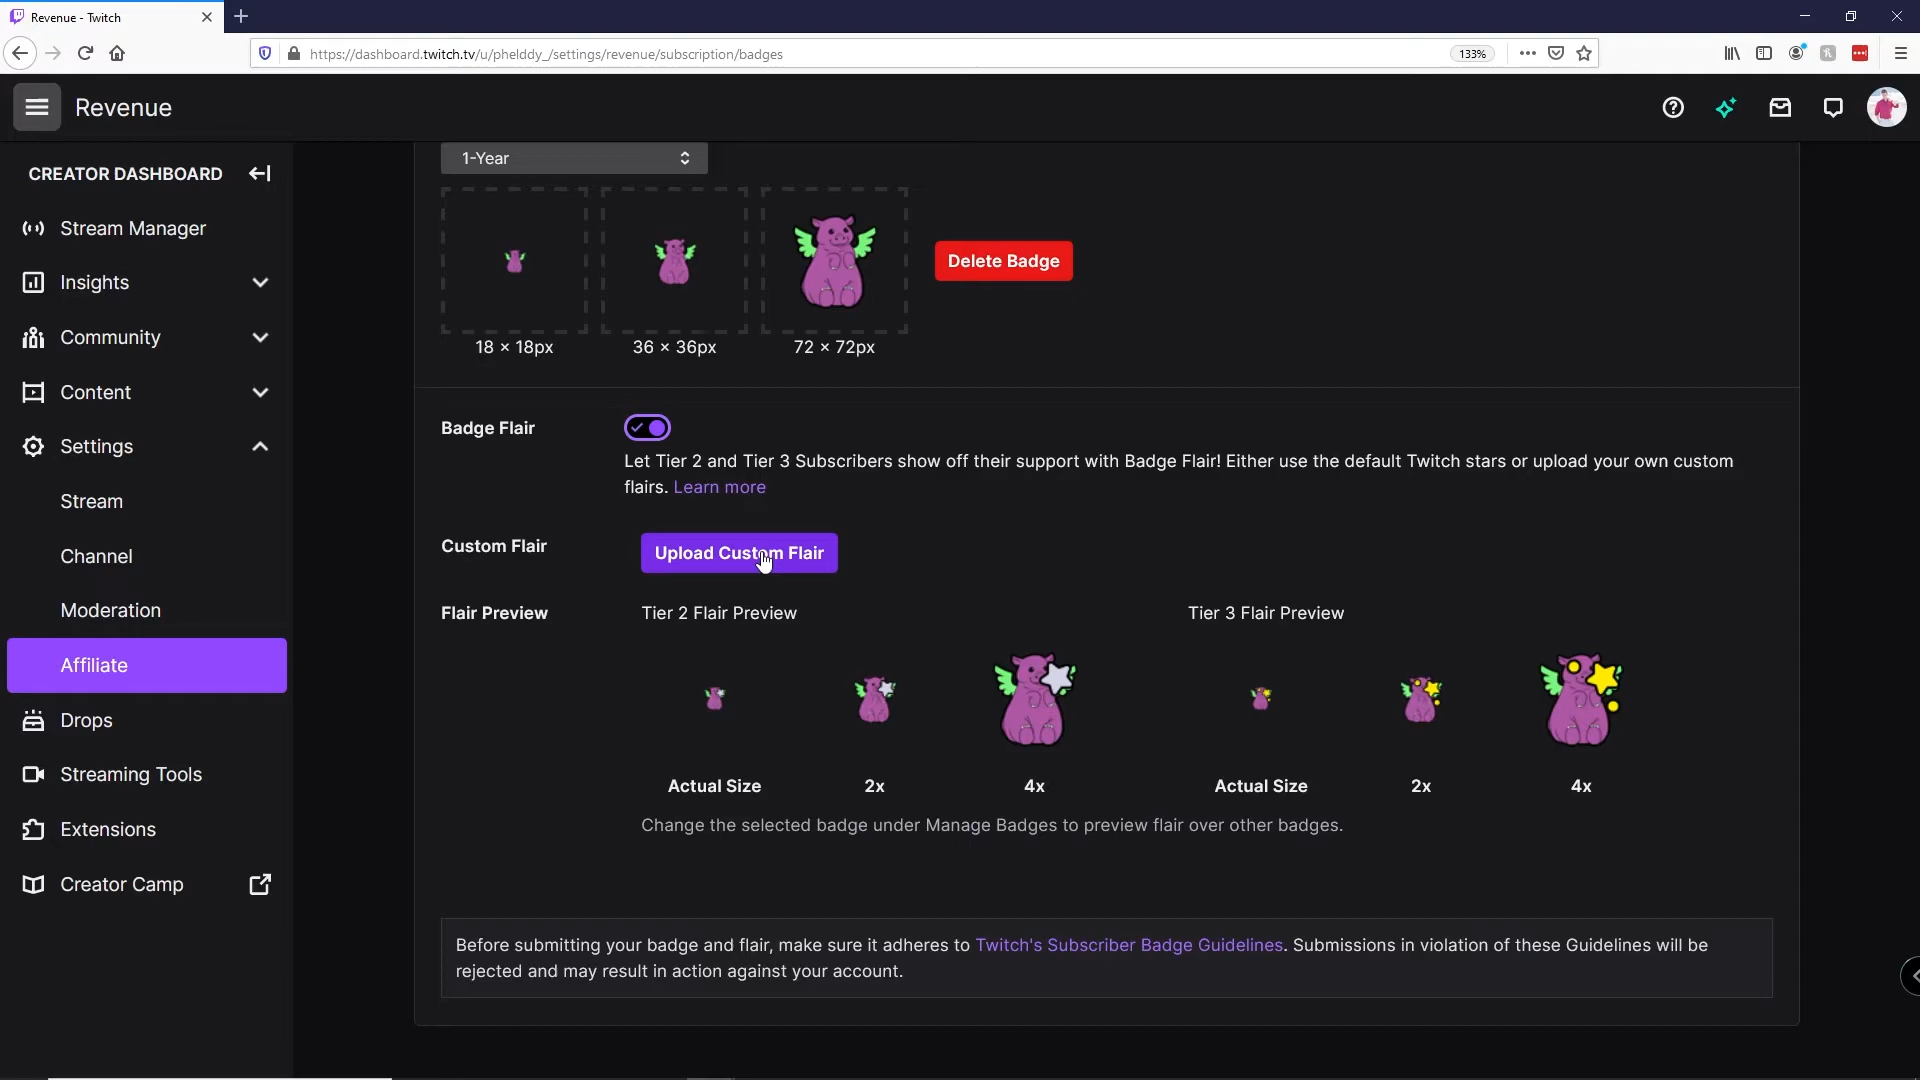 Revenue - Twitch
https://dashboard.twitch.tv/u/phelddy_/settings/revenue/subscription/badges
133%
Revenue
CREATOR DASHBOARD
Stream Manager
Insights
Community
Content
Settings
Stream
Channel
Moderation
Affiliate
Drops
Streaming Tools
Extensions
Creator Camp
1-Year
Delete Badge
18 × 18px
36 × 36px
72 × 72px
Badge Flair
Let Tier 2 and Tier 3 Subscribers show off their support with Badge Flair! Either use the default Twitch stars or upload your own custom
flairs. Learn more
Custom Flair
Upload Custom Flair
Flair Preview
Tier 2 Flair Preview
Tier 3 Flair Preview
Actual Size
2x
4x
Actual Size
2x
4x
Change the selected badge under Manage Badges to preview flair over other badges.
Before submitting your badge and flair, make sure it adheres to Twitch's Subscriber Badge Guidelines. Submissions in violation of these Guidelines will be
rejected and may result in action against your account.